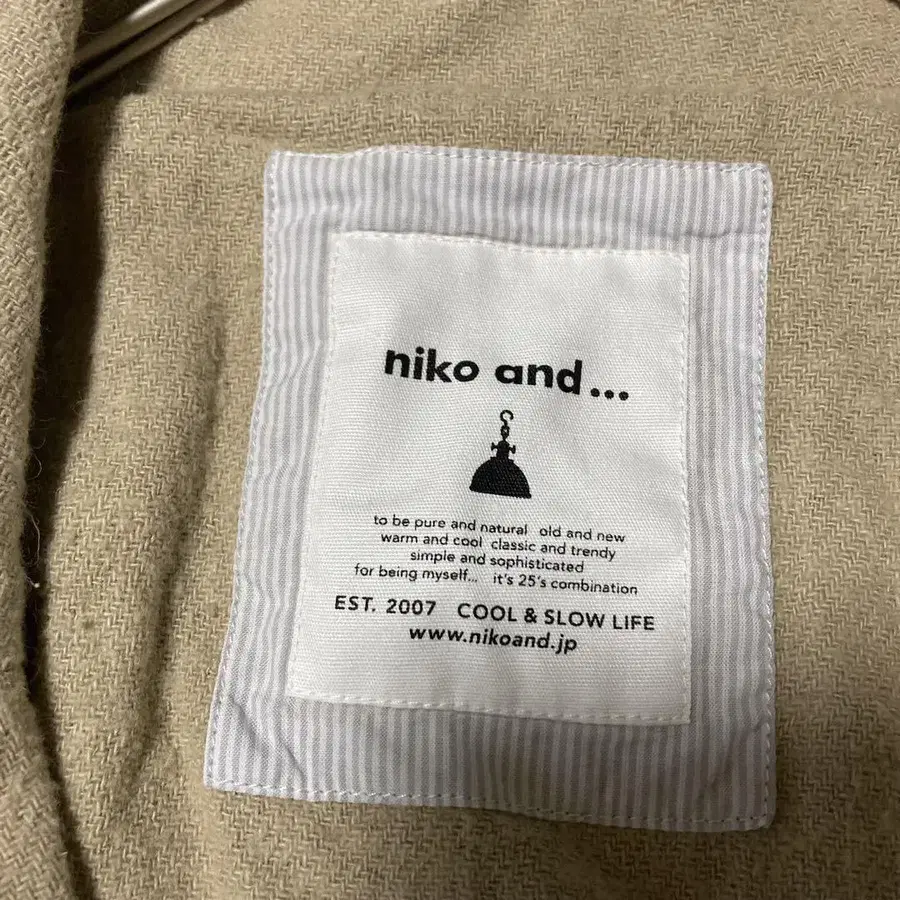 niko and...
to be pure and natural old and new
warm and cool classic and trendy
simple and sophisticated
for being myself... it's 25's combination
EST. 2007 COOL & SLOW LIFE
www.nikoand.jp